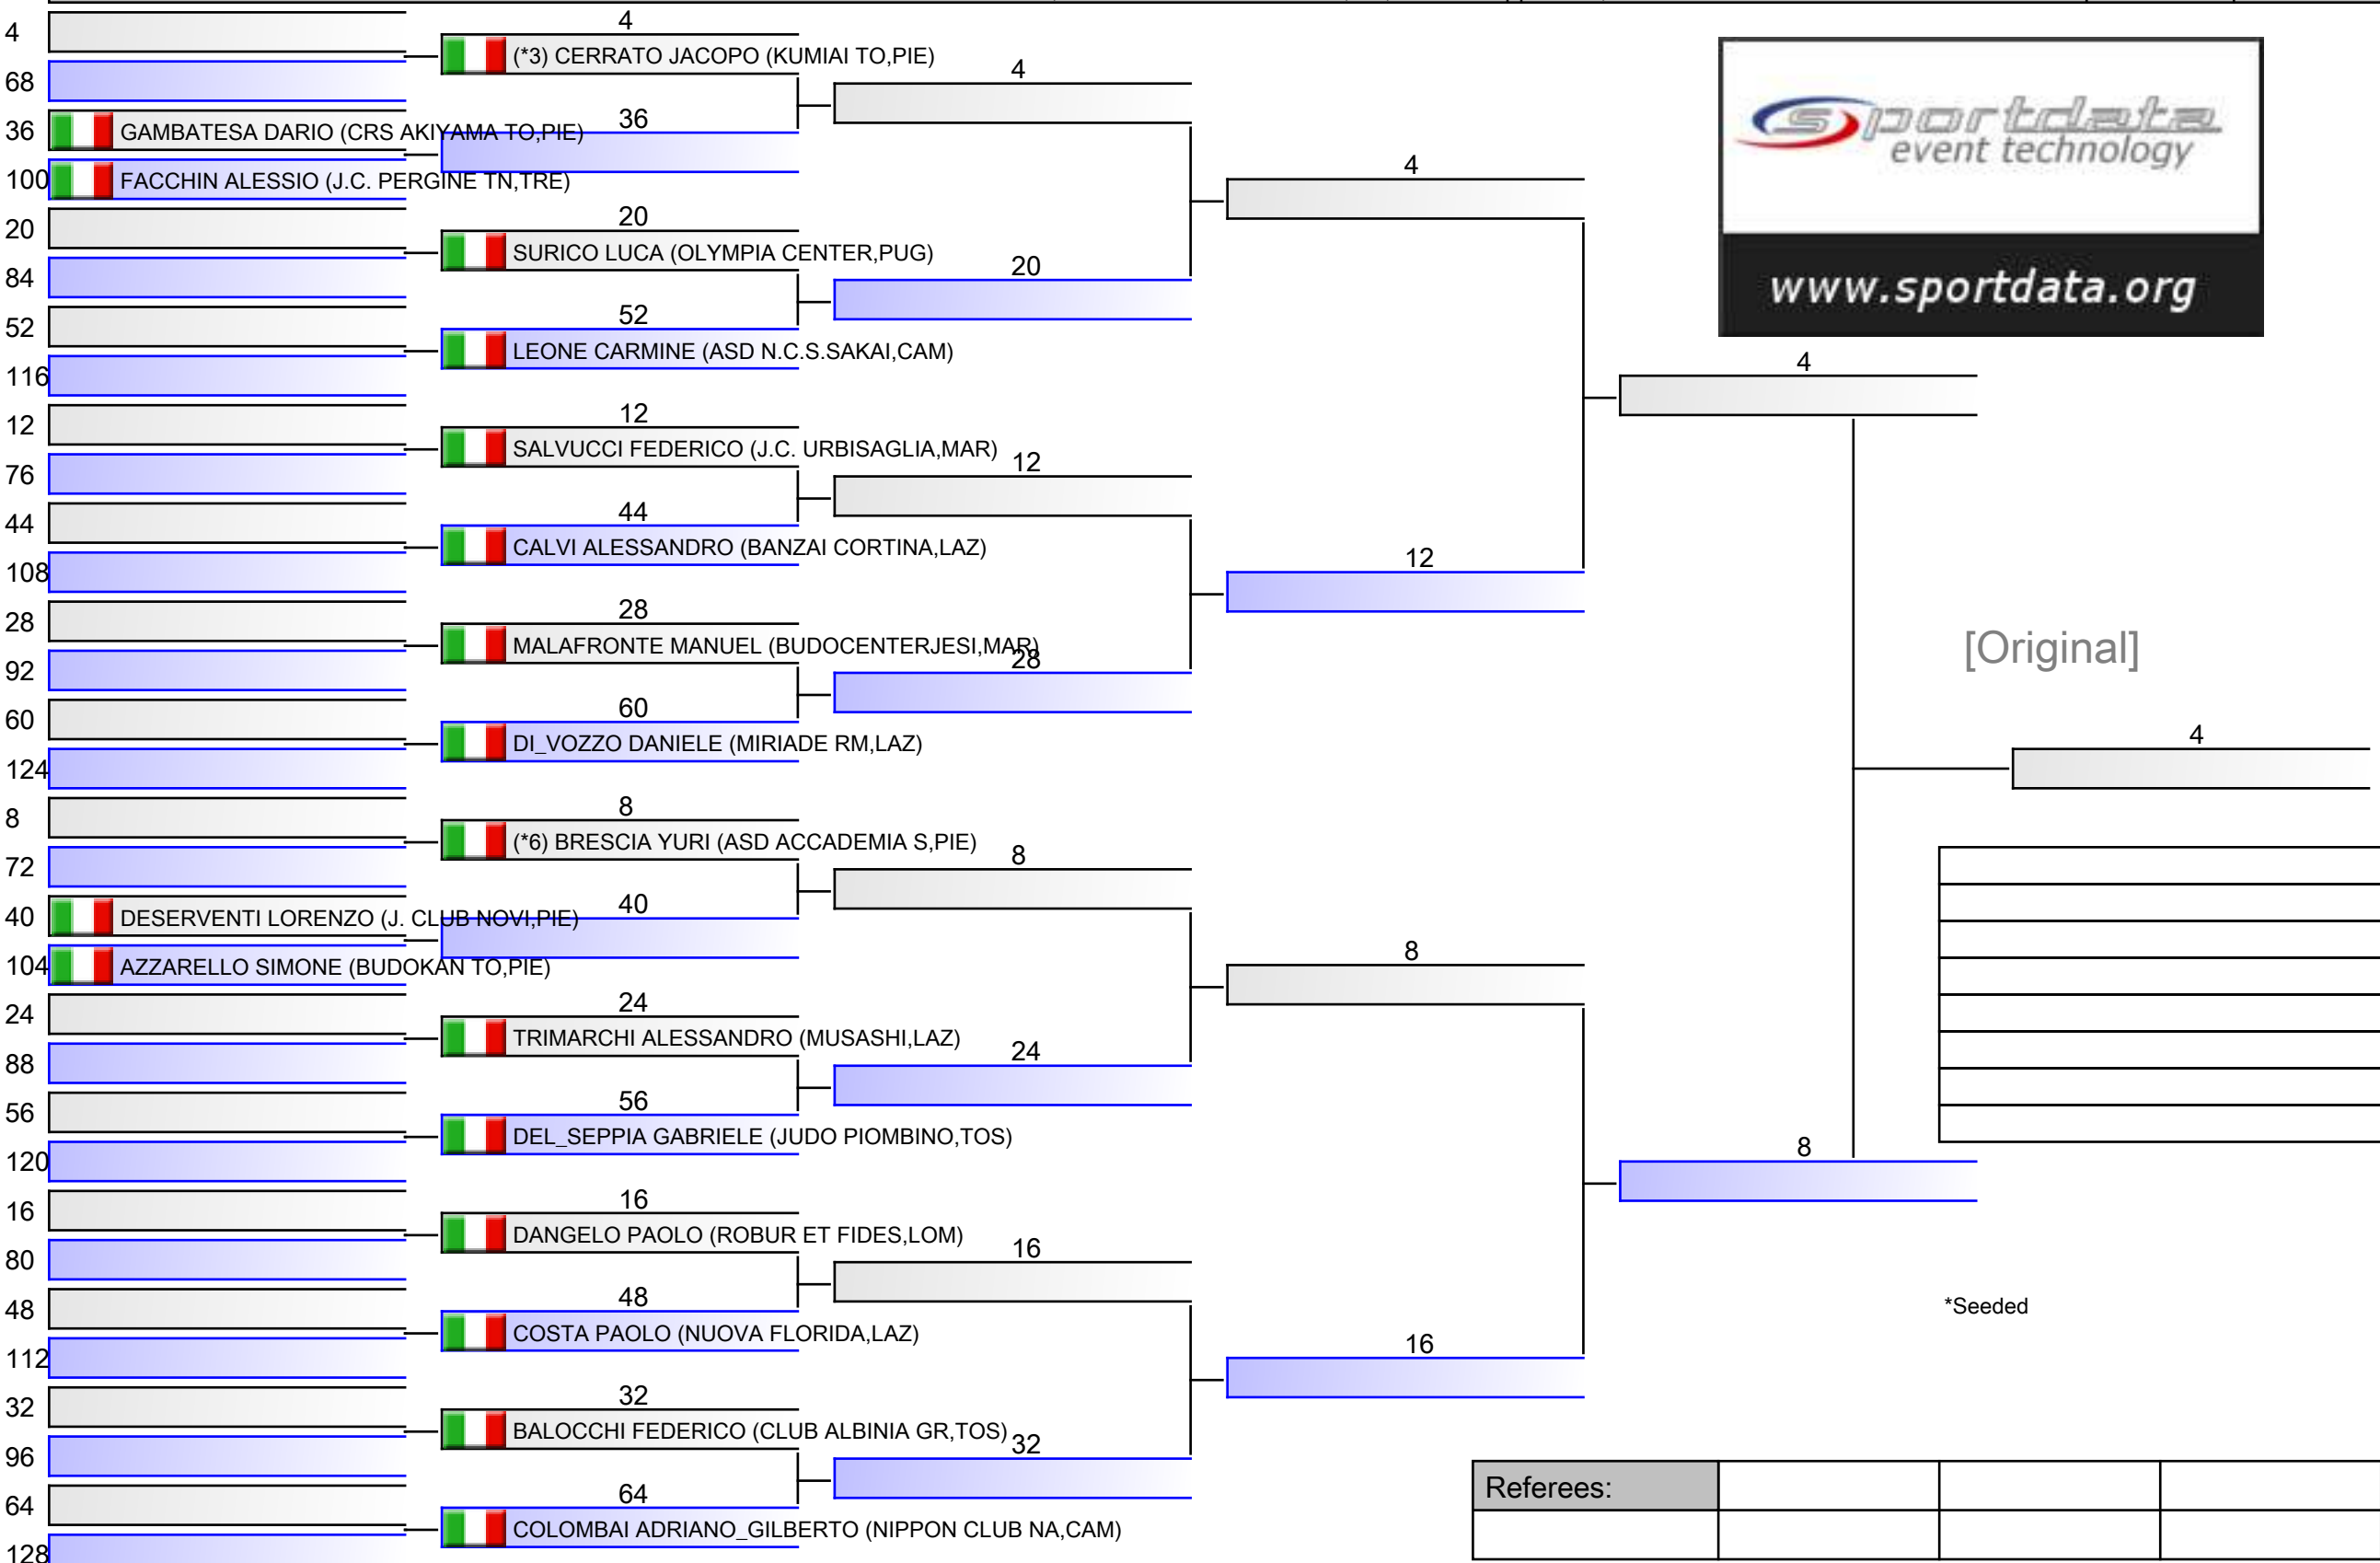 4
68
36 GAMBATESA DARIO (CRS AKIYAMA TO,PIE)
100 FACCHIN ALESSIO (J.C. PERGINE TN,TRE)
20
84
52
116
12
76
44
108
28
92
60
124
8
72
40 DESERVENTI LORENZO (J. CLUB NOVI,PIE)
104 AZZARELLO SIMONE (BUDOKAN TO,PIE)
24
88
56
120
16
80
48
112
32
96
64
128
4
(*3) CERRATO JACOPO (KUMIAI TO,PIE)
36
20
SURICO LUCA (OLYMPIA CENTER,PUG)
52
LEONE CARMINE (ASD N.C.S.SAKAI,CAM)
12
SALVUCCI FEDERICO (J.C. URBISAGLIA,MAR)
44
CALVI ALESSANDRO (BANZAI CORTINA,LAZ)
28
MALAFRONTE MANUEL (BUDOCENTERJESI,MAR)
60
DI_VOZZO DANIELE (MIRIADE RM,LAZ)
8
(*6) BRESCIA YURI (ASD ACCADEMIA S,PIE)
40
24
TRIMARCHI ALESSANDRO (MUSASHI,LAZ)
56
DEL_SEPPIA GABRIELE (JUDO PIOMBINO,TOS)
16
DANGELO PAOLO (ROBUR ET FIDES,LOM)
48
COSTA PAOLO (NUOVA FLORIDA,LAZ)
32
BALOCCHI FEDERICO (CLUB ALBINIA GR,TOS)
64
COLOMBAI ADRIANO_GILBERTO (NIPPON CLUB NA,CAM)
4
20
12
28
8
24
16
32
4
12
8
16
4
8
4
sportdata
event technology
www.sportdata.org
[Original]
*Seeded
Referees: